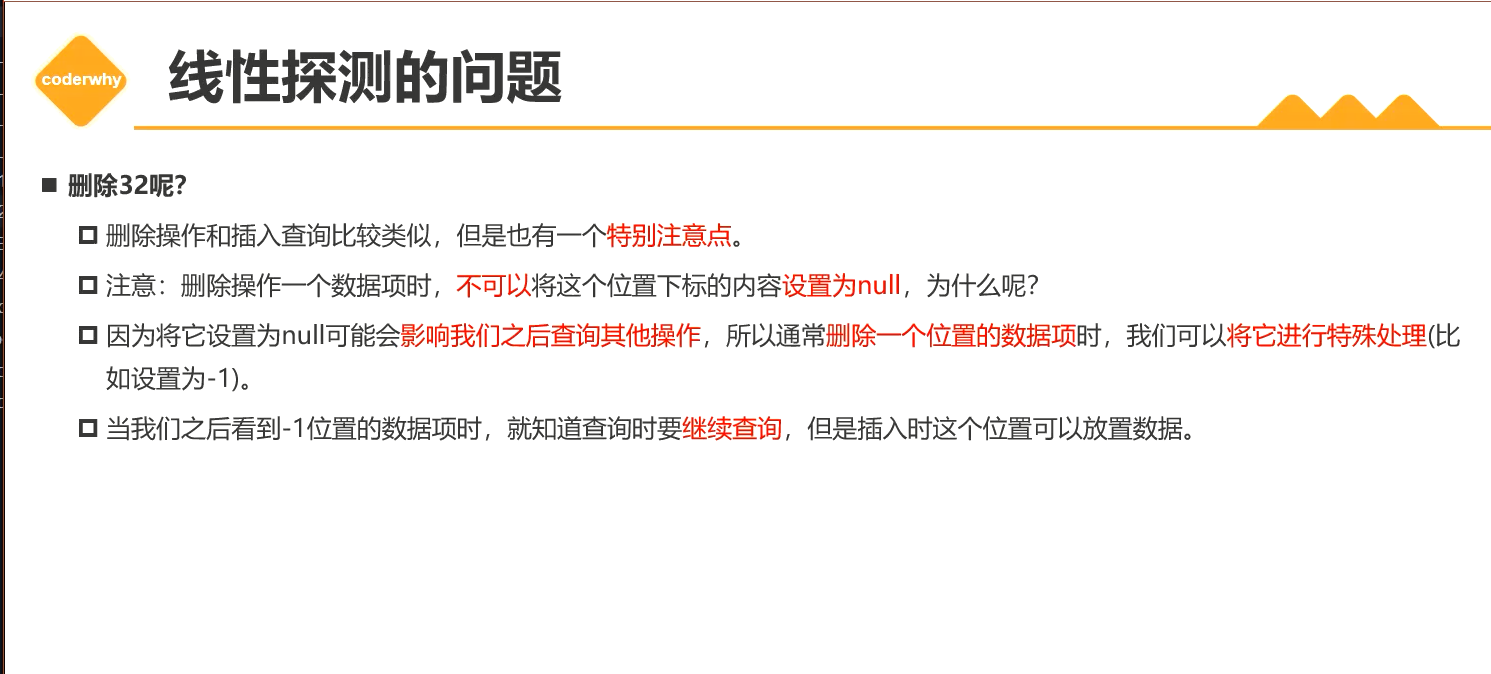 coderwhy
线性探测的问题
删除32呢？
删除操作和插入查询比较类似，但是也有一个特别注意点。
注意：删除操作一个数据项时，不可以将这个位置下标的内容设置为null，为什么呢？
因为将它设置为null可能会影响我们之后查询其他操作，所以通常删除一个位置的数据项时，我们可以将它进行特殊处理(比
如设置为-1)。
当我们之后看到-1位置的数据项时，就知道查询时要继续查询，但是插入时这个位置可以放置数据。